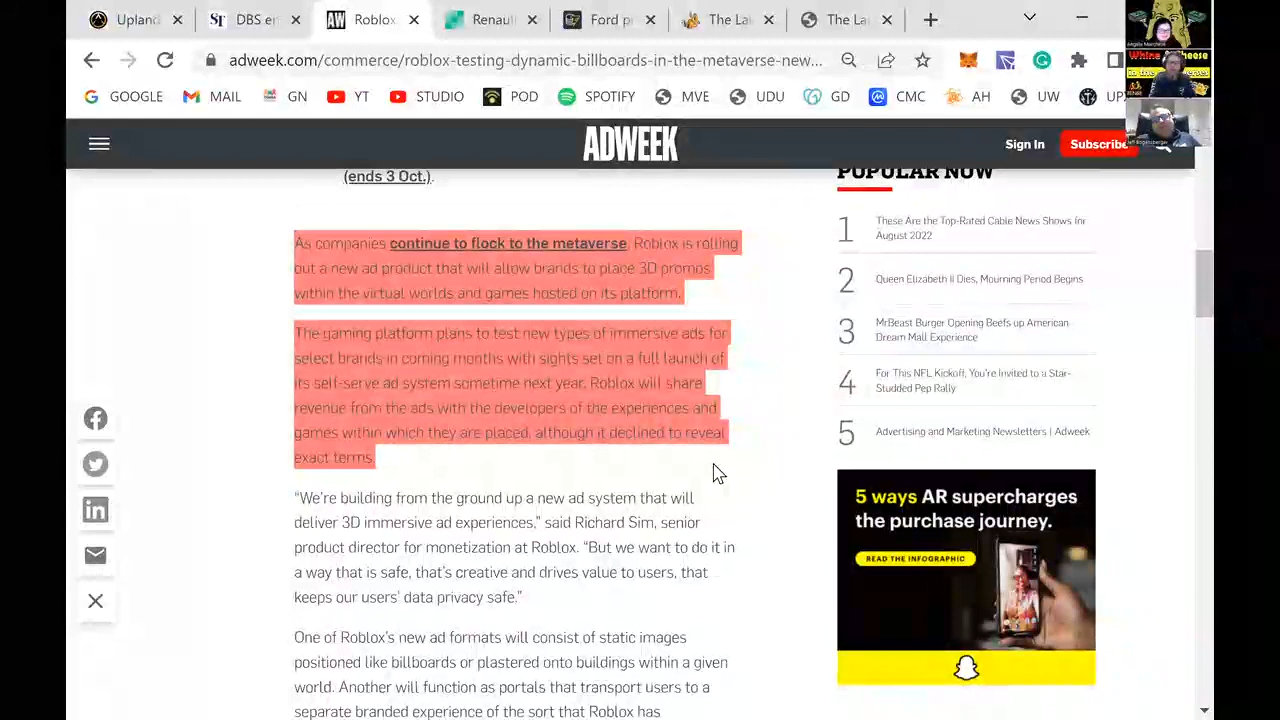 Uplan
DBS e
Roblox
Renaul
Ford p
The La
The La
adweek.com/commerce/rob
dynamic-billboards-in-the
e-new...
GOOGLE
MAIL
GN
YT
STUDIO
POD
SPOTIFY
MVE
UDU
GD
CMC
AH
UW
Angela Marchese
Whine
Cheese
in the
verses
ADWEEK
Sign In
Subscribe
(ends 3 Oct.).
As companies continue to flock to the metaverse, Roblox is rolling
out a new ad product that will allow brands to place 3D promos
within the virtual worlds and games hosted on its platform.
The gaming platform plans to test new types of immersive ads for
select brands in coming months with sights set on a full launch of
its self-serve ad system sometime next year. Roblox will share
revenue from the ads with the developers of the experiences and
games within which they are placed, although it declined to reveal
exact terms.
“We’re building from the ground up a new ad system that will
deliver 3D immersive ad experiences,” said Richard Sim, senior
product director for monetization at Roblox. “But we want to do it in
a way that is safe, that’s creative and drives value to users, that
keeps our users’ data privacy safe.”
One of Roblox’s new ad formats will consist of static images
positioned like billboards or plastered onto buildings within a given
world. Another will function as portals that transport users to a
separate branded experience of the sort that Roblox has
POPULAR NOW
1
These Are the Top-Rated Cable News Shows for
August 2022
2
Queen Elizabeth II Dies, Mourning Period Begins
3
MrBeast Burger Opening Beefs up American
Dream Mall Experience
4
For This NFL Kickoff, You’re Invited to a Star-
Studded Pep Rally
5
Advertising and Marketing Newsletters | Adweek
5 ways AR supercharges
the purchase journey.
READ THE INFOGRAPHIC